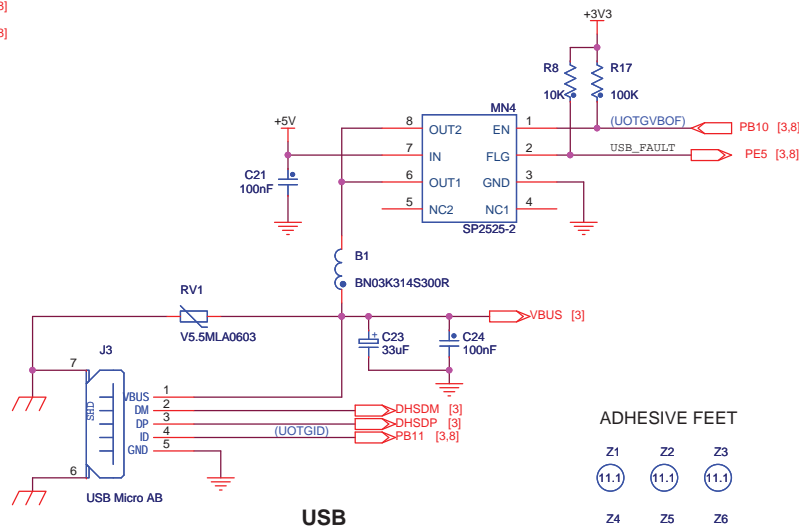 3]
3]
+3V3
R8
10K
R17
100K
MN4
+5V
8 OUT2 EN 1 (UOTGVBOF) PB10 [3,8]
7 IN FLG 2 USB_FAULT PE5 [3,8]
6 OUT1 GND 3
5 NC2 NC1 4
SP2525-2
C21
100nF
B1
BN03K314S300R
RV1
V5.5MLA0603
VBUS [3]
C23
33uF
+
C24
100nF
J3
7
SHD
VBUS 1
DM 2 DHSDM [3]
DP 3 DHSDP [3]
ID 4 (UOTGID) PB11 [3,8]
GND 5
6
USB Micro AB
USB
ADHESIVE FEET
Z1 Z2 Z3
11.1 11.1 11.1
Z4 Z5 Z6